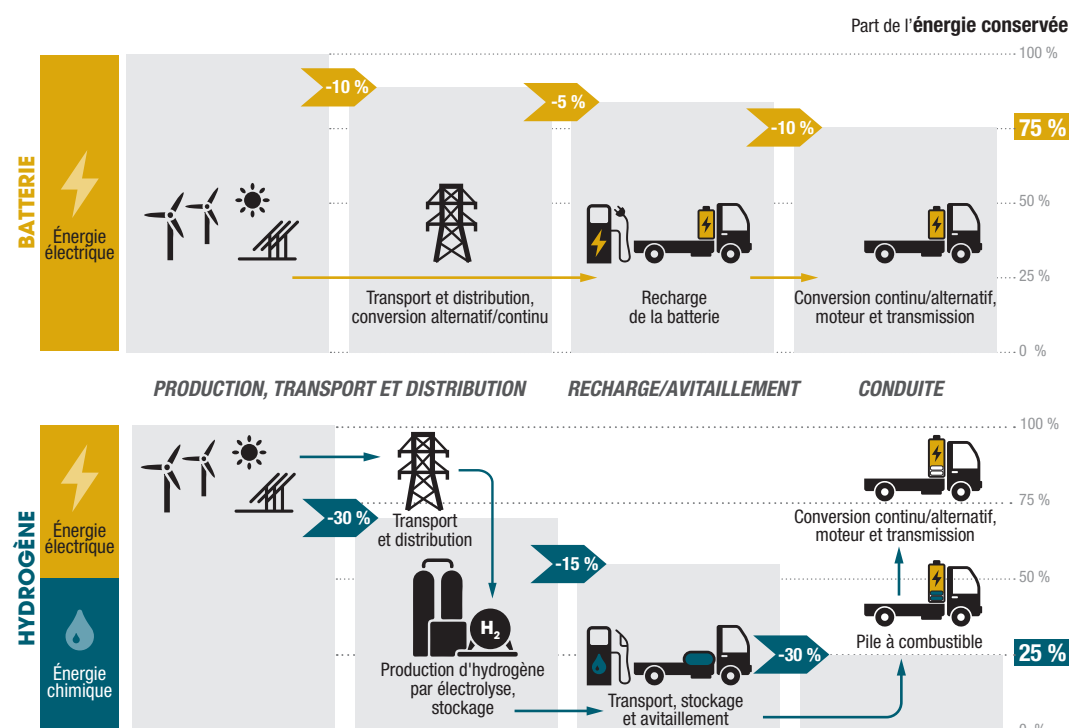 Part de l'énergie conservée
100 %
-10 %
-5 %
-10 %
75 %
BATTERIE
Énergie
électrique
50 %
25 %
Transport et distribution,
conversion alternatif/continu
Recharge
de la batterie
Conversion continu/alternatif,
moteur et transmission
0 %
PRODUCTION, TRANSPORT ET DISTRIBUTION
RECHARGE/AVITAILLEMENT
CONDUITE
100 %
75 %
HYDROGÈNE
Énergie
électrique
-30 %
Transport
et distribution
Conversion continu/alternatif,
moteur et transmission
-15 %
50 %
H2
Pile à combustible
-30 %
25 %
Énergie
chimique
Production d'hydrogène
par électrolyse,
stockage
Transport, stockage
et avitaillement
0 %